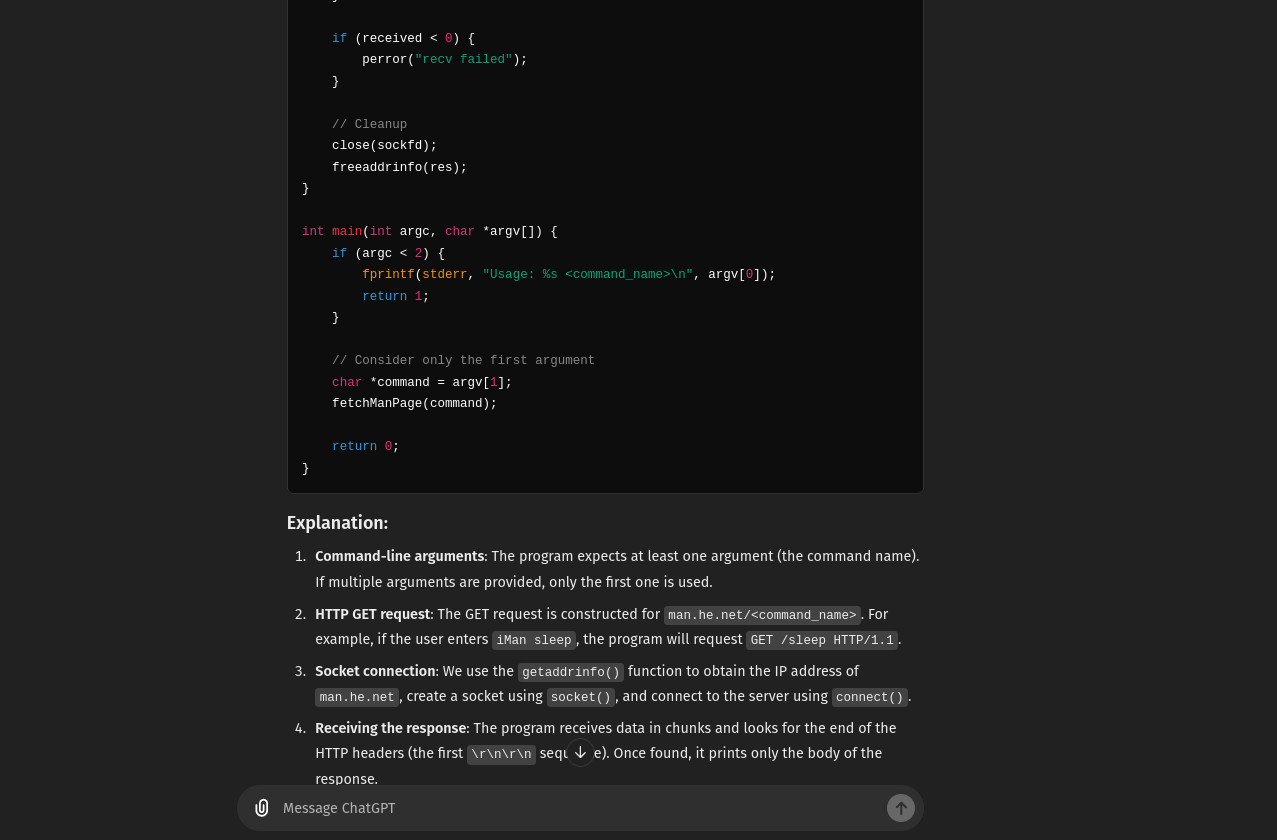 }
if (received < 0) {
perror("recv failed");
}
// Cleanup
close(sockfd);
freeaddrinfo(res);
}
int main(int argc, char *argv[]) {
if (argc < 2) {
fprintf(stderr, "Usage: %s <command_name>\n", argv[0]);
return 1;
}
// Consider only the first argument
char *command = argv[1];
fetchManPage(command);
return 0;
}
Explanation:
1. Command-line arguments: The program expects at least one argument (the command name).
If multiple arguments are provided, only the first one is used.
2. HTTP GET request: The GET request is constructed for man.he.net/<command_name>. For
example, if the user enters iMan sleep, the program will request GET /sleep HTTP/1.1.
3. Socket connection: We use the getaddrinfo() function to obtain the IP address of
man.he.net, create a socket using socket(), and connect to the server using connect().
4. Receiving the response: The program receives data in chunks and looks for the end of the
HTTP headers (the first \r\n\r\n sequence). Once found, it prints only the body of the
response.
Message ChatGPT